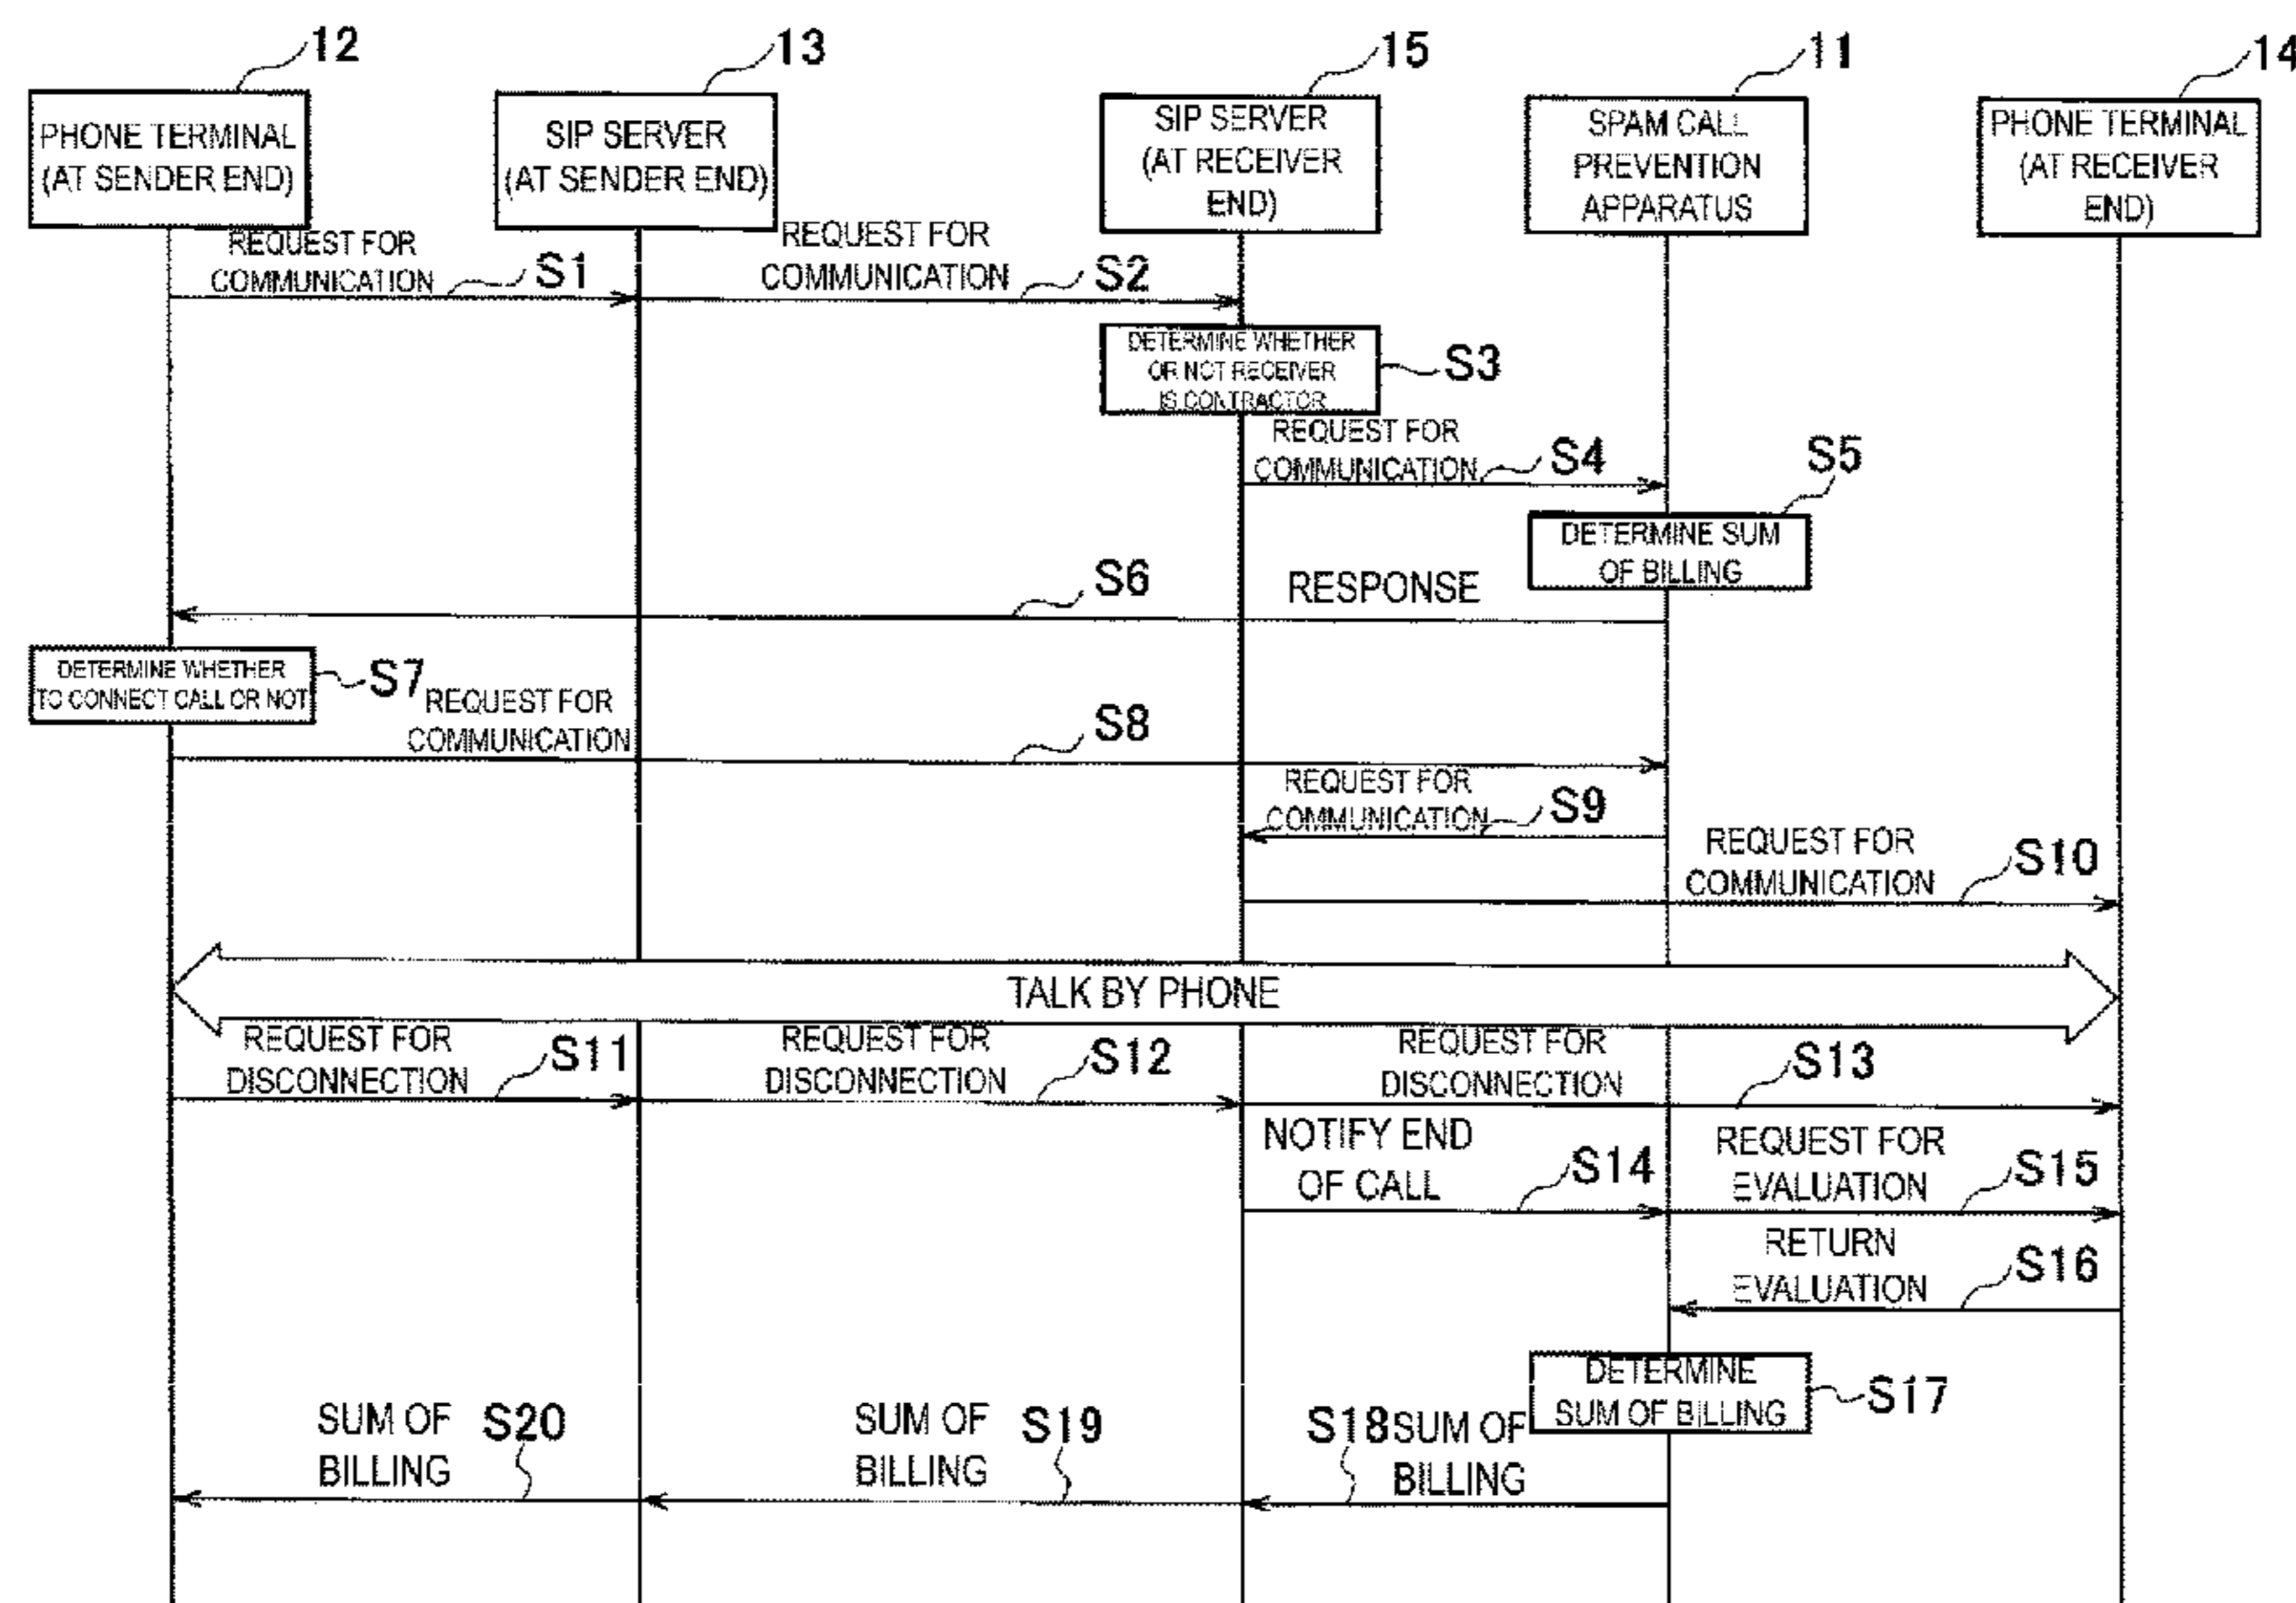 12
13
15
11
14
PHONE TERMINAL
(AT SENDER END)
SIP SERVER
(AT SENDER END)
SIP SERVER
(AT RECEIVER
END)
SPAM CALL
PREVENTION
APPARATUS
PHONE TERMINAL
(AT RECEIVER
END)
REQUEST FOR
COMMUNICATION
S1
REQUEST FOR
COMMUNICATION
S2
DETERMINE WHETHER
OR NOT RECEIVER
IS CONTRACTOR
S3
REQUEST FOR
COMMUNICATION
S4
S5
DETERMINE SUM
OF BILLING
S6
RESPONSE
DETERMINE WHETHER
TO CONNECT CALL OR NOT
S7
REQUEST FOR
COMMUNICATION
S8
REQUEST FOR
COMMUNICATION
S9
REQUEST FOR
COMMUNICATION
S10
TALK BY PHONE
REQUEST FOR
DISCONNECTION
S11
REQUEST FOR
DISCONNECTION
S12
REQUEST FOR
DISCONNECTION
S13
NOTIFY END
OF CALL
S14
REQUEST FOR
EVALUATION
S15
RETURN
EVALUATION
S16
DETERMINE
SUM OF BILLING
S17
SUM OF
BILLING
S20
SUM OF
BILLING
S19
S18
SUM OF
BILLING